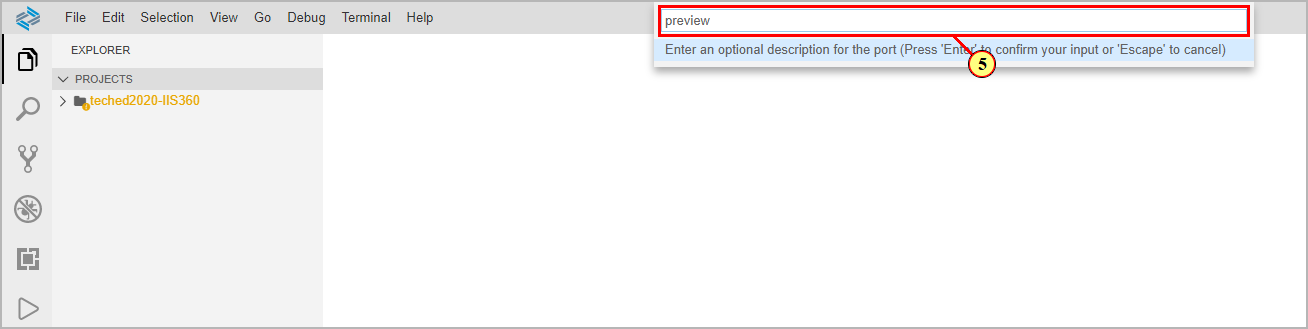 File Edit Selection View Go Debug Terminal Help
preview
Enter an optional description for the port (Press 'Enter' to confirm your input or 'Escape' to cancel)
5
EXPLORER
PROJECTS
teched2020-IIS360